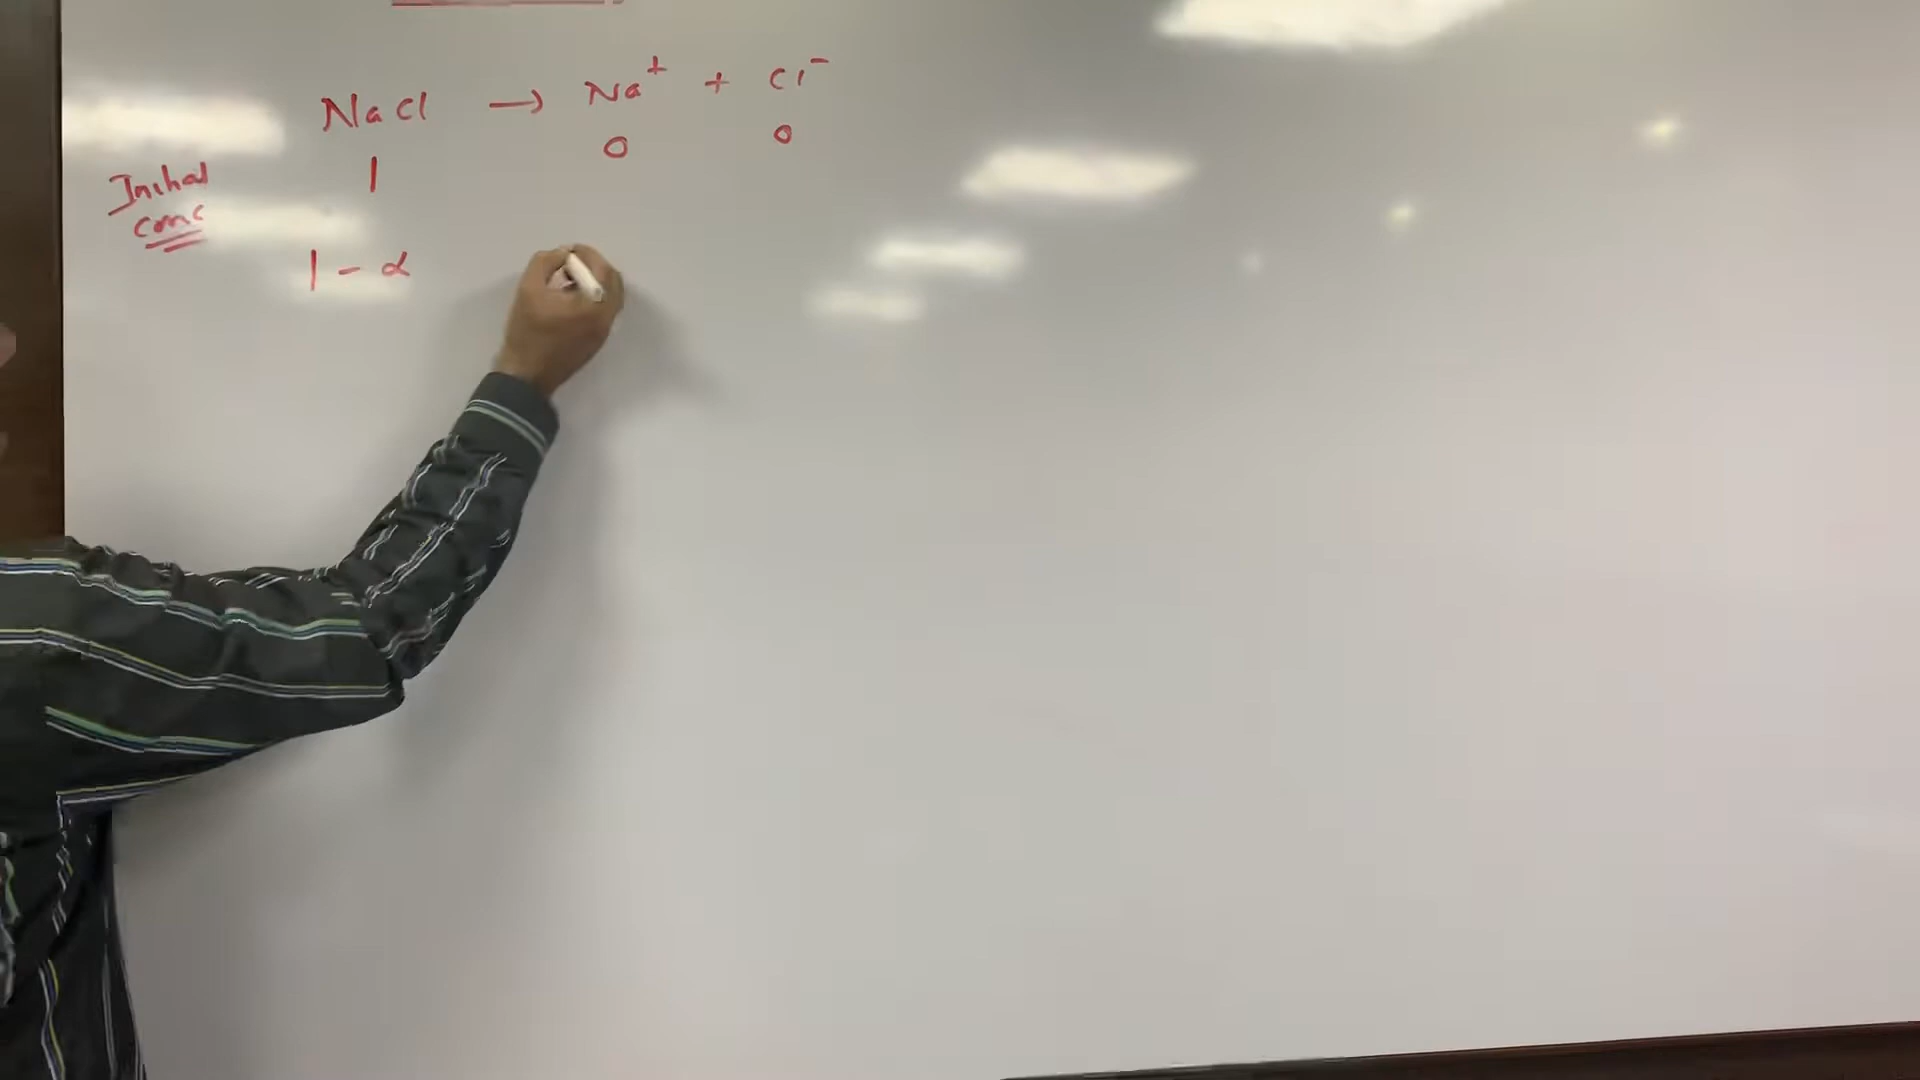 NaCl → Na⁺ + Cl⁻
Initial conc 1 0 0
1 - α